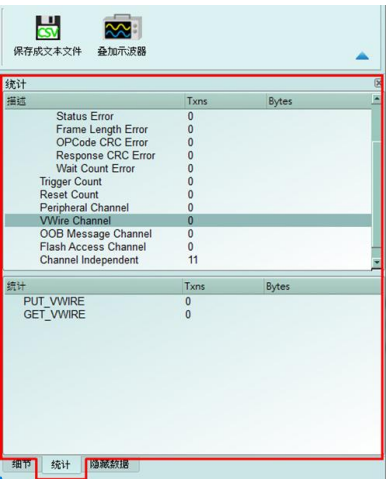 CSV
保存成文本文件 叠加示波器
统计
描述 Txns Bytes
Status Error 0
Frame Length Error 0
OPCode CRC Error 0
Response CRC Error 0
Wait Count Error 0
Trigger Count 0
Reset Count 0
Peripheral Channel 0
VWire Channel 0
OOB Message Channel 0
Flash Access Channel 0
Channel Independent 11
统计 Txns Bytes
PUT_VWIRE 0
GET_VWIRE 0
细节 统计 隐藏数据